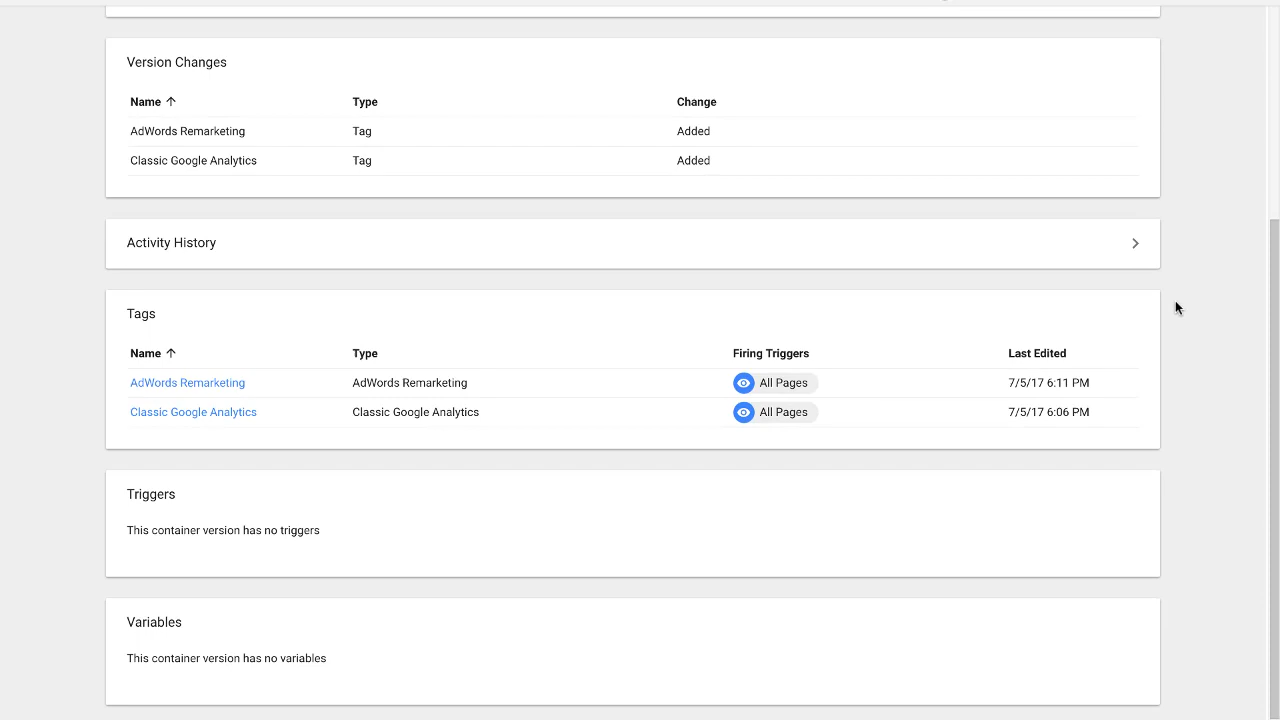 Version Changes
Name Type Change
AdWords Remarketing Tag Added
Classic Google Analytics Tag Added
Activity History
Tags
Name Type Firing Triggers Last Edited
AdWords Remarketing AdWords Remarketing All Pages 7/5/17 6:11 PM
Classic Google Analytics Classic Google Analytics All Pages 7/5/17 6:06 PM
Triggers
This container version has no triggers
Variables
This container version has no variables